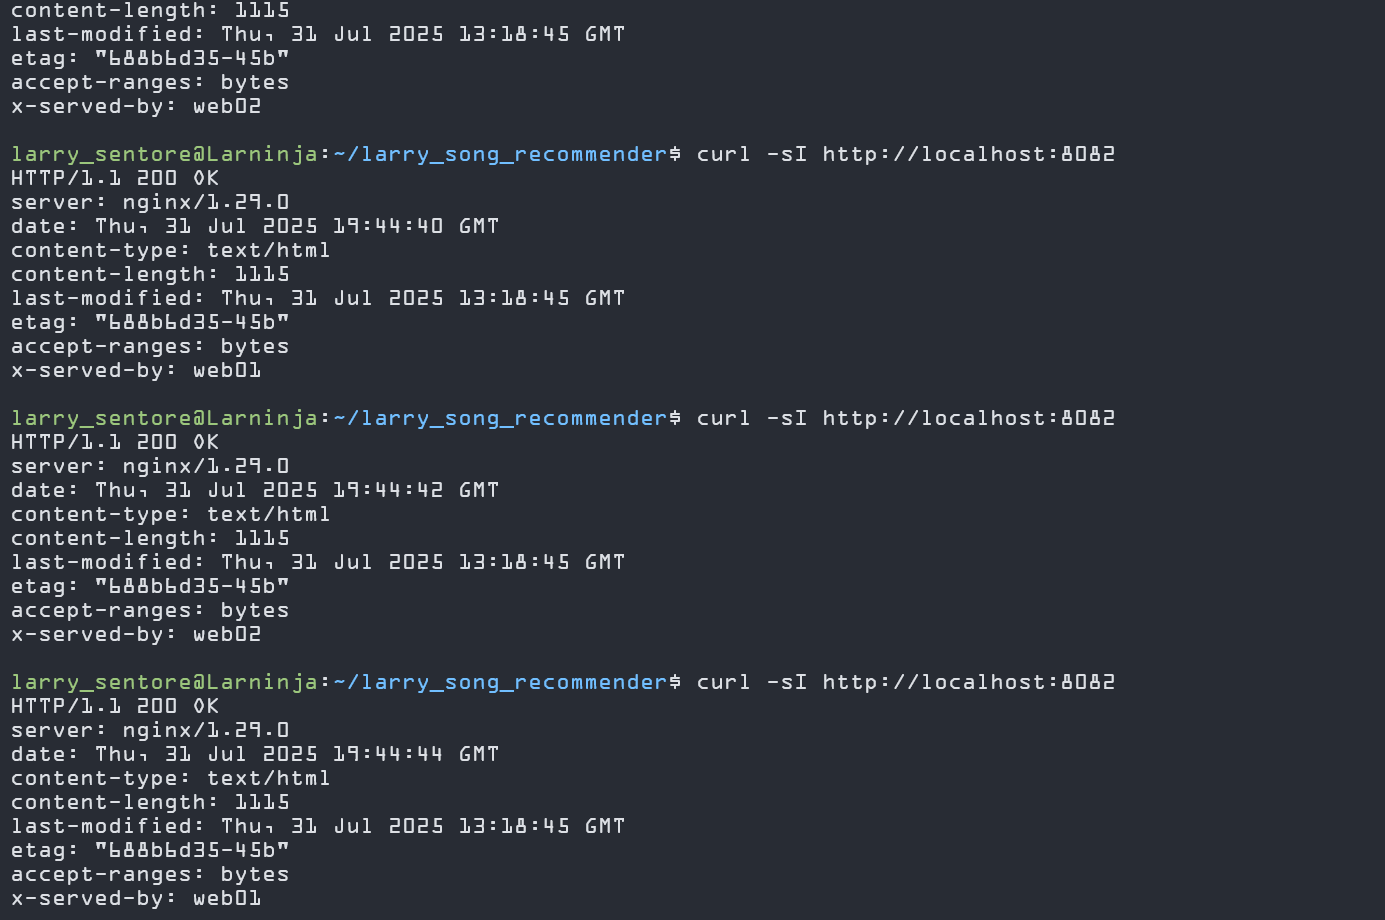 content-length: 1115
last-modified: Thu, 31 Jul 2025 13:18:45 GMT
etag: "688b6d35-45b"
accept-ranges: bytes
x-served-by: web02
larry_sentore@Larninja:~/larry_song_recommender$ curl -sI http://localhost:8082
HTTP/1.1 200 OK
server: nginx/1.29.0
date: Thu, 31 Jul 2025 19:44:40 GMT
content-type: text/html
content-length: 1115
last-modified: Thu, 31 Jul 2025 13:18:45 GMT
etag: "688b6d35-45b"
accept-ranges: bytes
x-served-by: web01
larry_sentore@Larninja:~/larry_song_recommender$ curl -sI http://localhost:8082
HTTP/1.1 200 OK
server: nginx/1.29.0
date: Thu, 31 Jul 2025 19:44:42 GMT
content-type: text/html
content-length: 1115
last-modified: Thu, 31 Jul 2025 13:18:45 GMT
etag: "688b6d35-45b"
accept-ranges: bytes
x-served-by: web02
larry_sentore@Larninja:~/larry_song_recommender$ curl -sI http://localhost:8082
HTTP/1.1 200 OK
server: nginx/1.29.0
date: Thu, 31 Jul 2025 19:44:44 GMT
content-type: text/html
content-length: 1115
last-modified: Thu, 31 Jul 2025 13:18:45 GMT
etag: "688b6d35-45b"
accept-ranges: bytes
x-served-by: web01